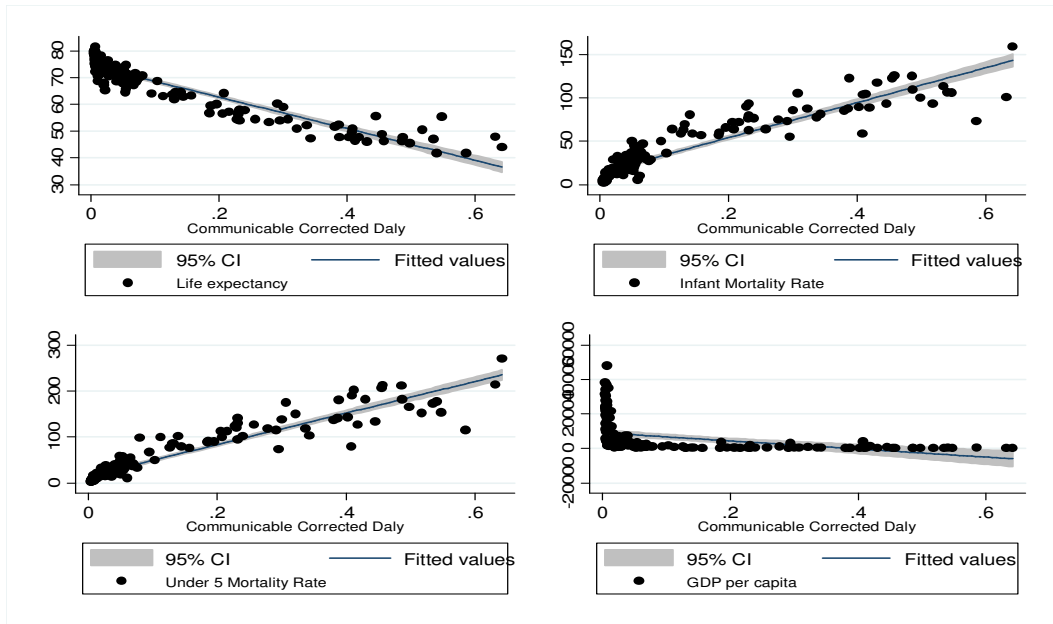 80
70
60
50
40
30
0 .2 .4 .6
Communicable Corrected Daly
95% CI Fitted values
Life expectancy
150
100
50
0
0 .2 .4 .6
Communicable Corrected Daly
95% CI Fitted values
Infant Mortality Rate
300
200
100
0
0 .2 .4 .6
Communicable Corrected Daly
95% CI Fitted values
Under 5 Mortality Rate
60000
40000
20000
0
-20000
0 .2 .4 .6
Communicable Corrected Daly
95% CI Fitted values
GDP per capita